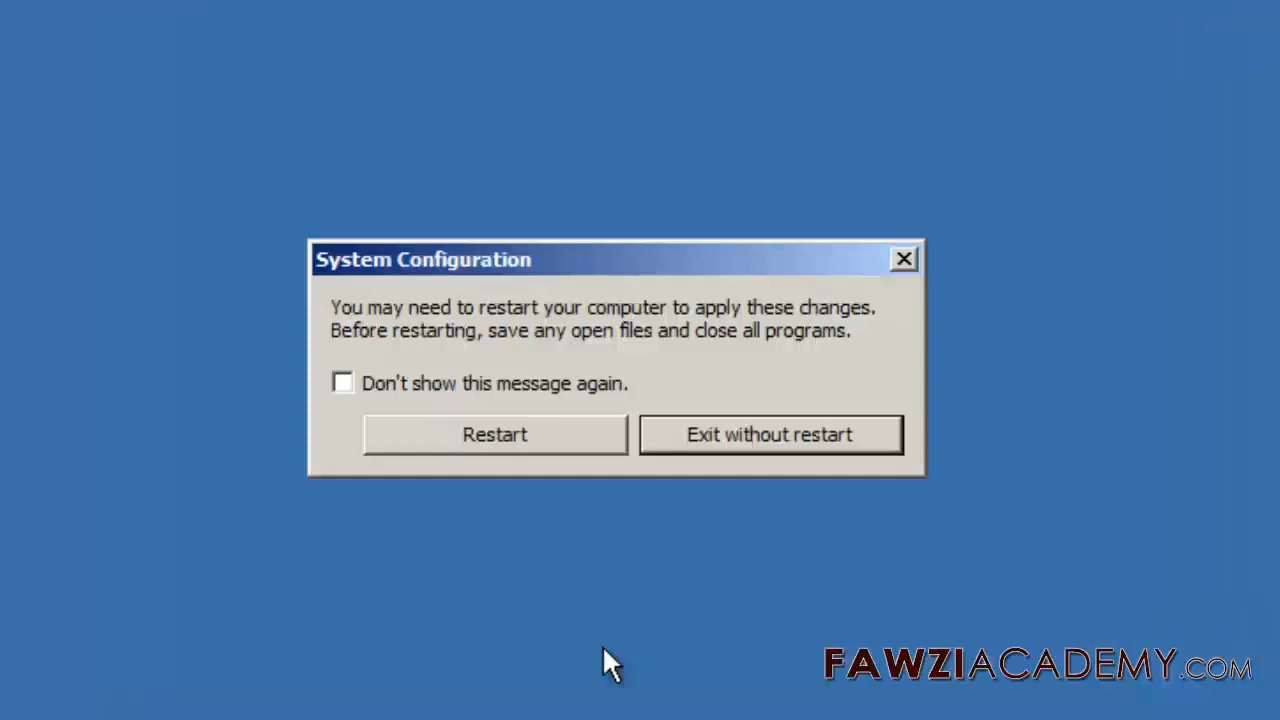 System Configuration
You may need to restart your computer to apply these changes.
Before restarting, save any open files and close all programs.
Don't show this message again.
Restart
Exit without restart
FAWZIACADEMY.COM